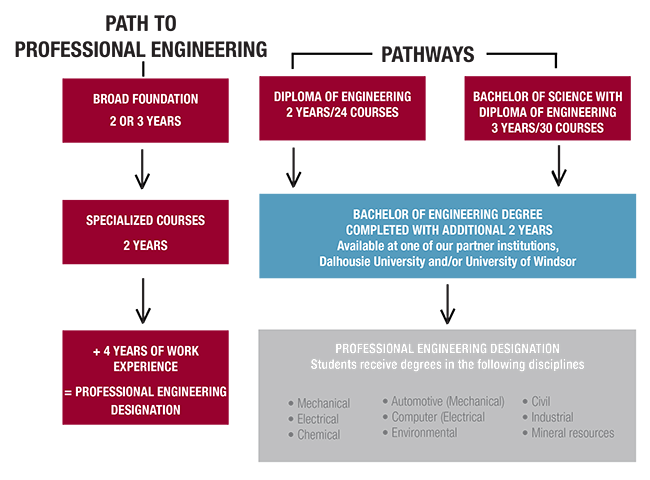 PATH TO
PROFESSIONAL ENGINEERING
BROAD FOUNDATION
2 OR 3 YEARS
SPECIALIZED COURSES
2 YEARS
+ 4 YEARS OF WORK
EXPERIENCE
= PROFESSIONAL ENGINEERING
DESIGNATION
PATHWAYS
DIPLOMA OF ENGINEERING
2 YEARS/24 COURSES
BACHELOR OF SCIENCE WITH
DIPLOMA OF ENGINEERING
3 YEARS/30 COURSES
BACHELOR OF ENGINEERING DEGREE
COMPLETED WITH ADDITIONAL 2 YEARS
Available at one of our partner institutions,
Dalhousie University and/or University of Windsor
PROFESSIONAL ENGINEERING DESIGNATION
Students receive degrees in the following disciplines
• Mechanical
• Electrical
• Chemical
• Automotive (Mechanical)
• Computer (Electrical
• Environmental
• Civil
• Industrial
• Mineral resources